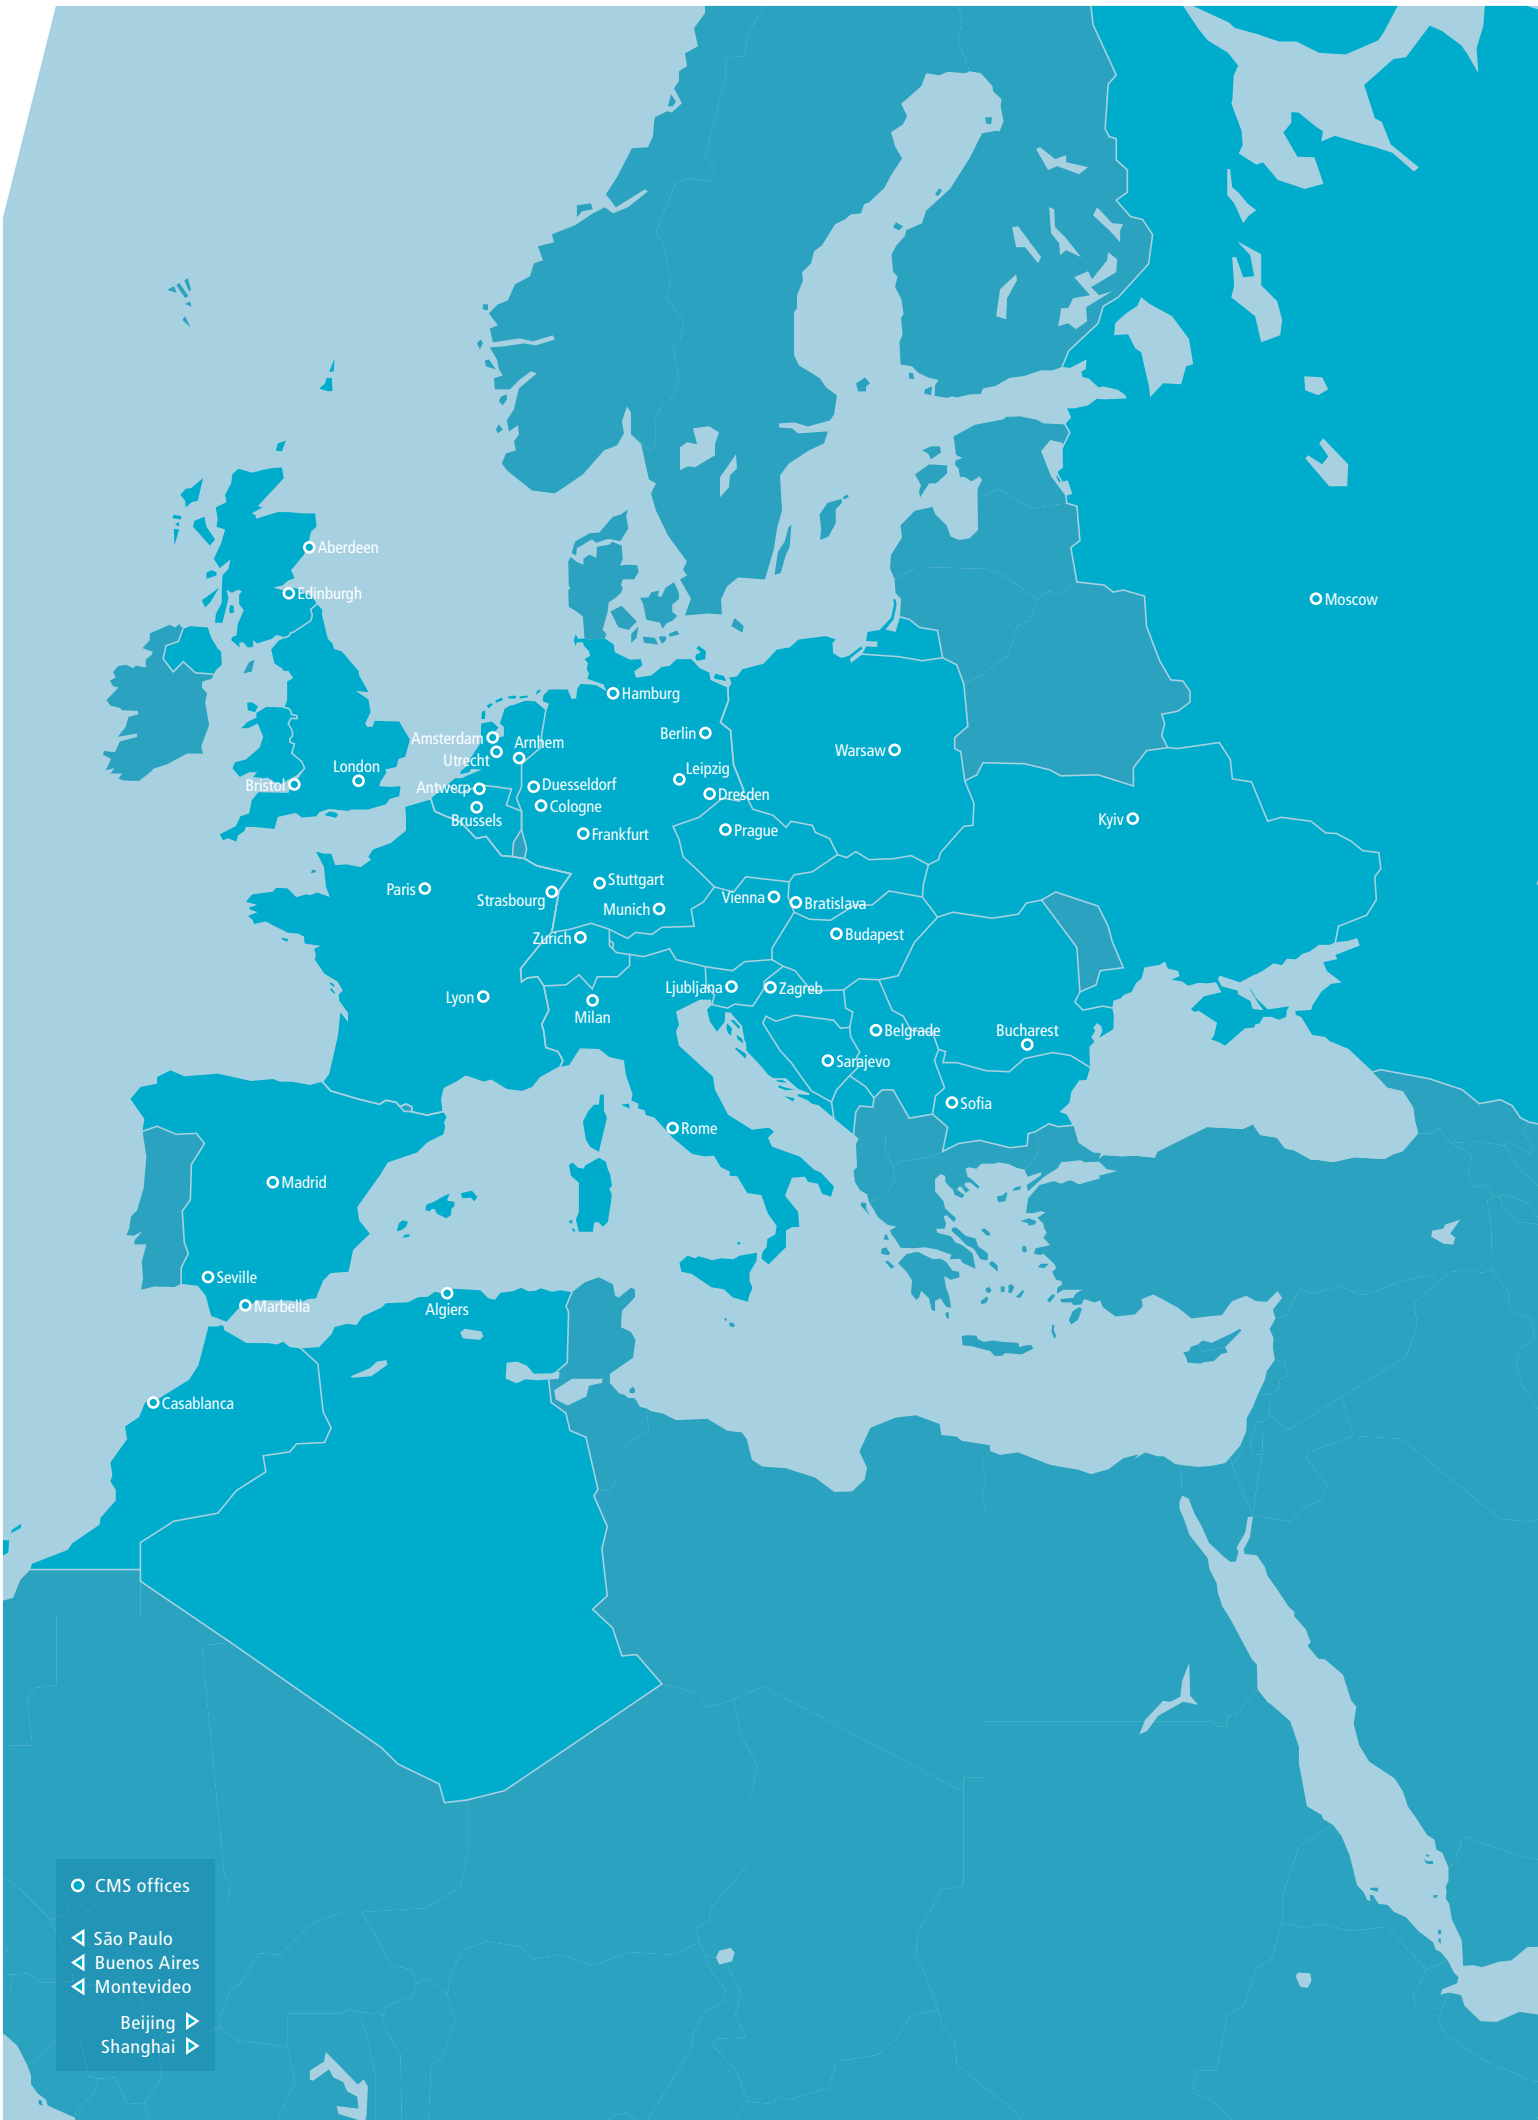 Aberdeen
Edinburgh
Moscow
Hamburg
Berlin
Amsterdam
Arnhem
Utrecht
Warsaw
London
Leipzig
Bristol
Antwerp
Duesseldorf
Dresden
Cologne
Brussels
Kyiv
Frankfurt
Prague
Paris
Stuttgart
Strasbourg
Vienna
Bratislava
Munich
Zurich
Budapest
Ljubljana
Zagreb
Lyon
Milan
Belgrade
Bucharest
Sarajevo
Sofia
Rome
Madrid
Seville
Marbella
Algiers
Casablanca
CMS offices
São Paulo
Buenos Aires
Montevideo
Beijing
Shanghai